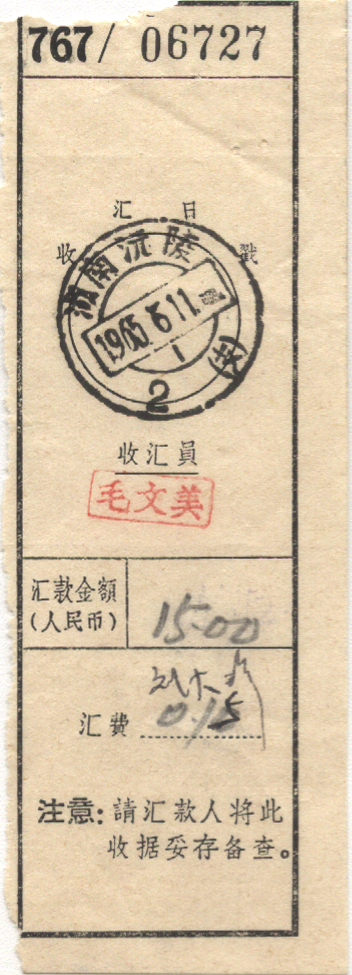 767/ 06727
收汇日戳
湖南沅陵
1965.6.11
1
2
收汇員
毛文美
汇款金額
(人民币)
15.00
汇费 0.15
注意: 請汇款人将此
收据妥存备查。